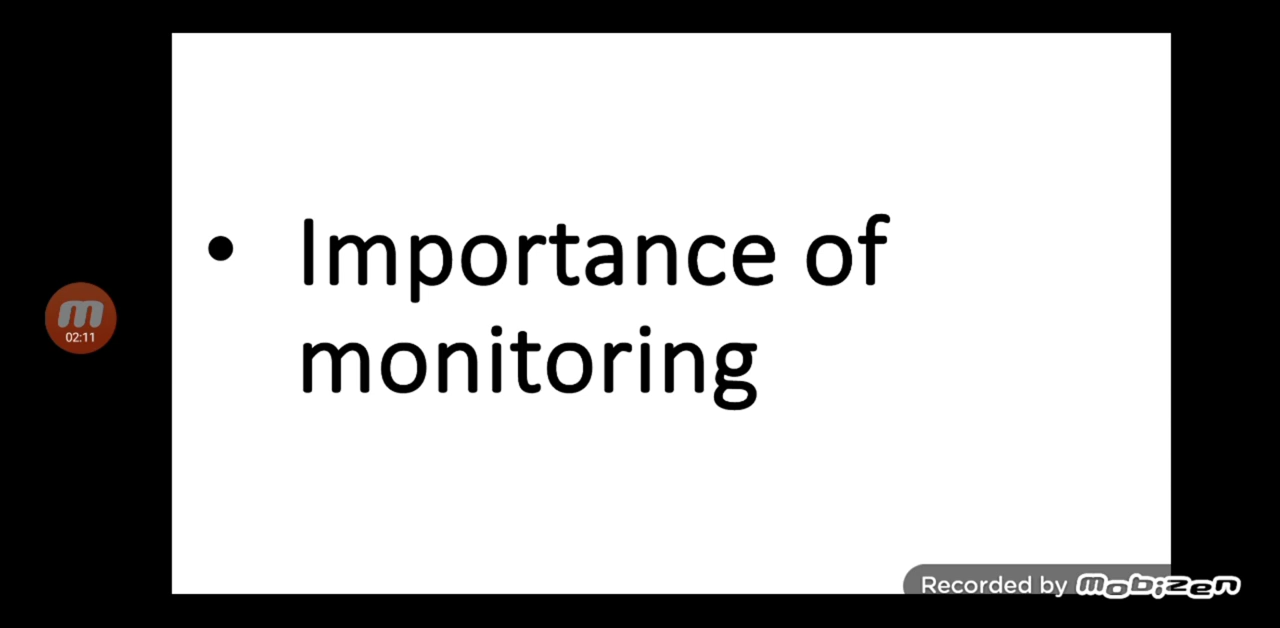 • Importance of
monitoring
m
02:11
Recorded by Mobizen